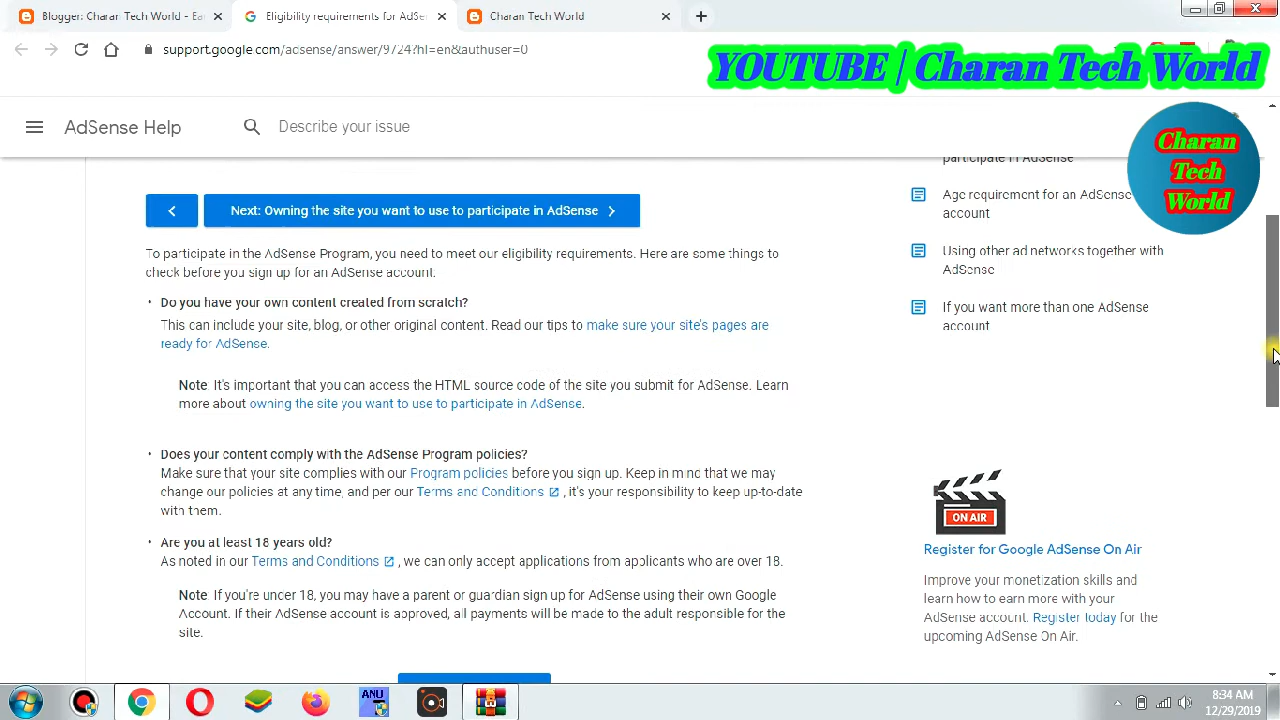 Blogger: Charan Tech World - Ea
Eligibility requirements for AdSe
Charan Tech World
support.google.com/adsense/answer/9724?hl=en&authuser=0
YOUTUBE | Charan Tech World
AdSense Help
Describe your issue
Charan
Tech
World
participate in AdSense
Age requirement for an AdSense
account
Using other ad networks together with
AdSense
If you want more than one AdSense
account
Next: Owning the site you want to use to participate in AdSense
To participate in the AdSense Program, you need to meet our eligibility requirements. Here are some things to
check before you sign up for an AdSense account.
• Do you have your own content created from scratch?
This can include your site, blog, or other original content. Read our tips to make sure your site's pages are
ready for AdSense.
Note: It's important that you can access the HTML source code of the site you submit for AdSense. Learn
more about owning the site you want to use to participate in AdSense.
• Does your content comply with the AdSense Program policies?
Make sure that your site complies with our Program policies before you sign up. Keep in mind that we may
change our policies at any time, and per our Terms and Conditions , it's your responsibility to keep up-to-date
with them.
• Are you at least 18 years old?
As noted in our Terms and Conditions , we can only accept applications from applicants who are over 18.
Note: If you're under 18, you may have a parent or guardian sign up for AdSense using their own Google
Account. If their AdSense account is approved, all payments will be made to the adult responsible for the
site.
ON AIR
Register for Google AdSense On Air
Improve your monetization skills and
learn how to earn more with your
AdSense account. Register today for the
upcoming AdSense On Air.
ANU
8:34 AM
12/29/2019